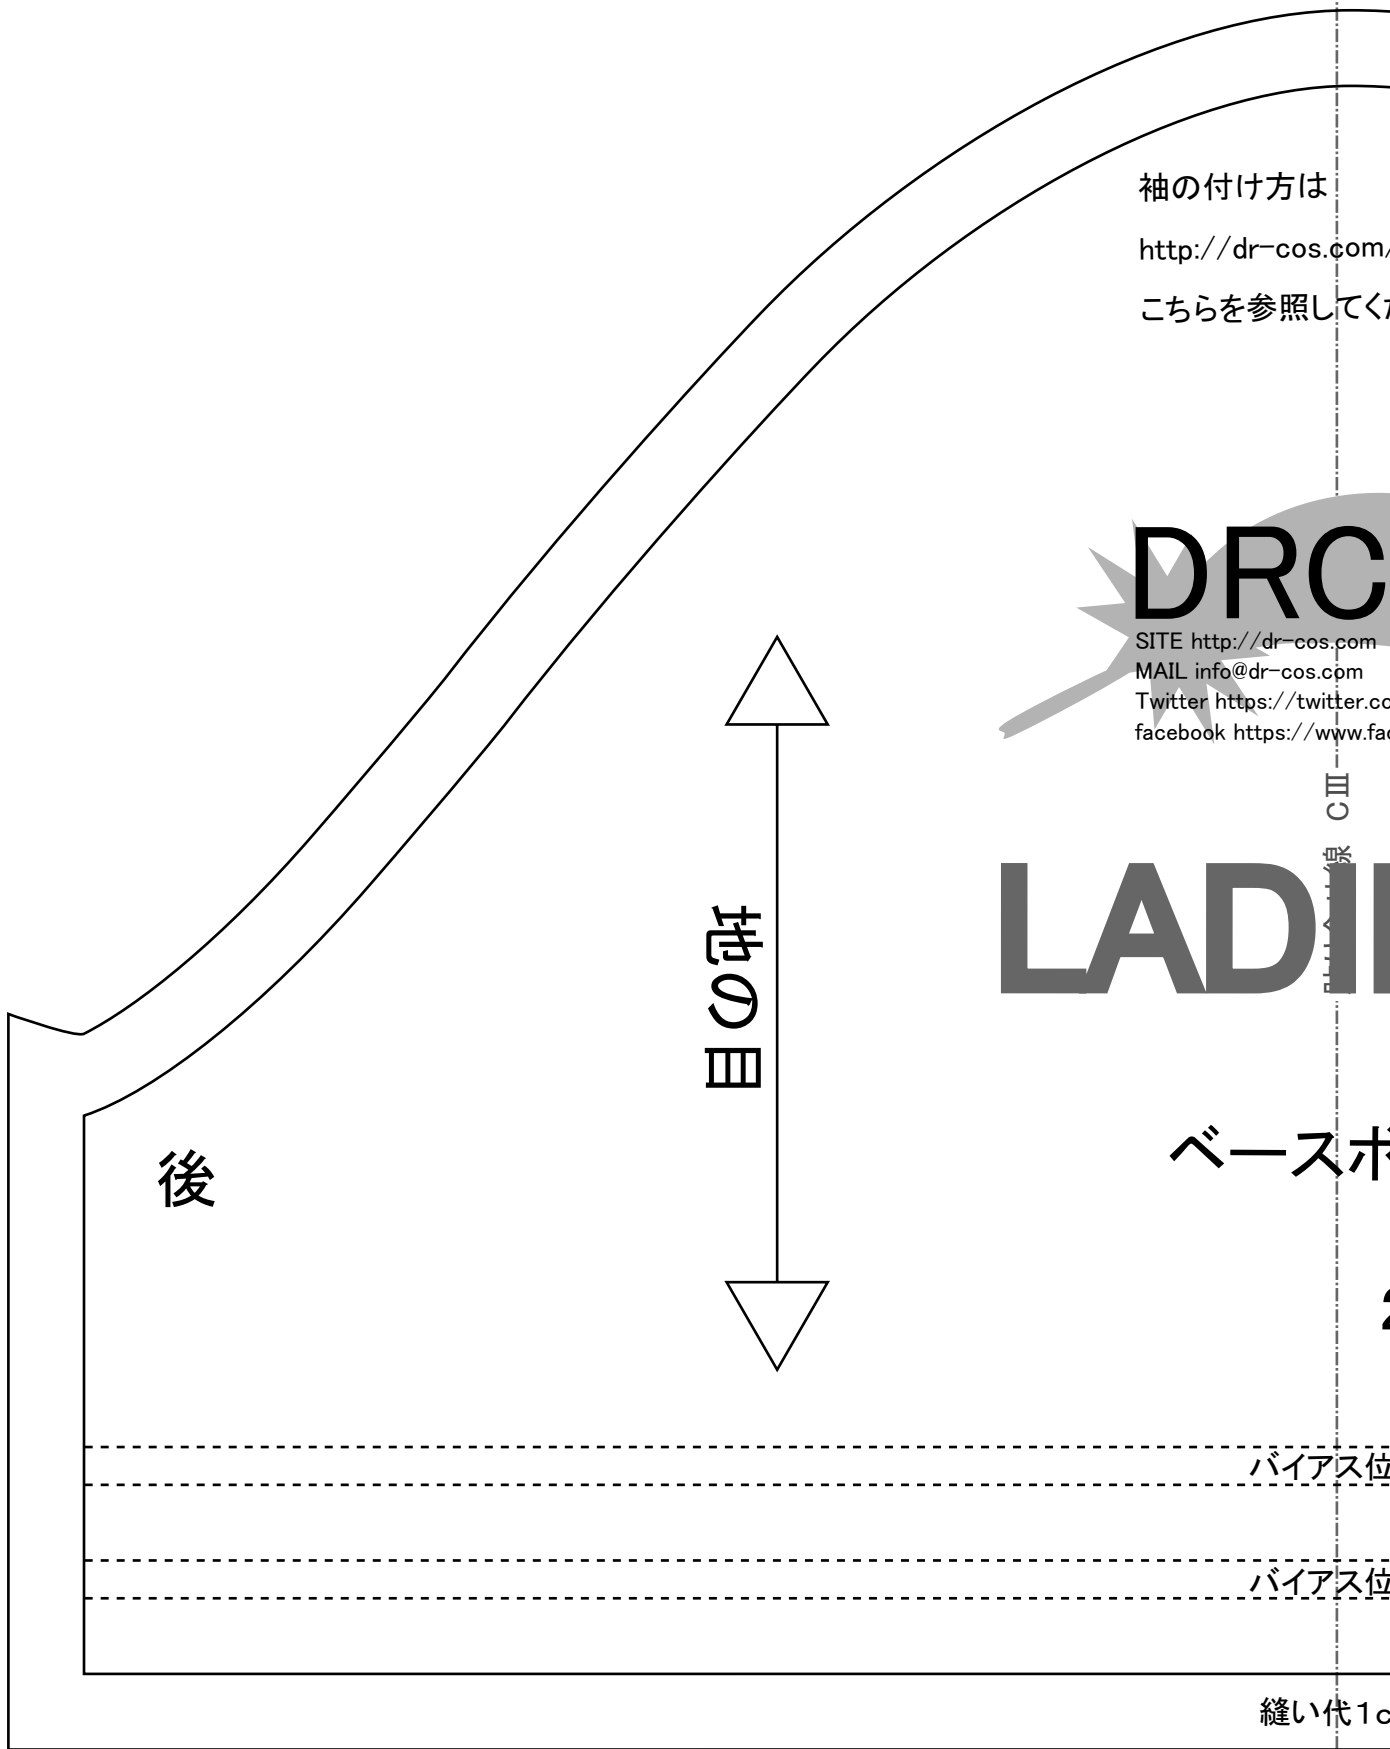 袖の付け方は
http://dr-cos.com/
こちらを参照してく
DRC
SITE http://dr-cos.com
MAIL info@dr-cos.com
Twitter https://twitter.co
facebook https://www.fac
CⅢ
LADI
地の目
後
ベースボ
2
バイアス位
バイアス位
縫い代1c